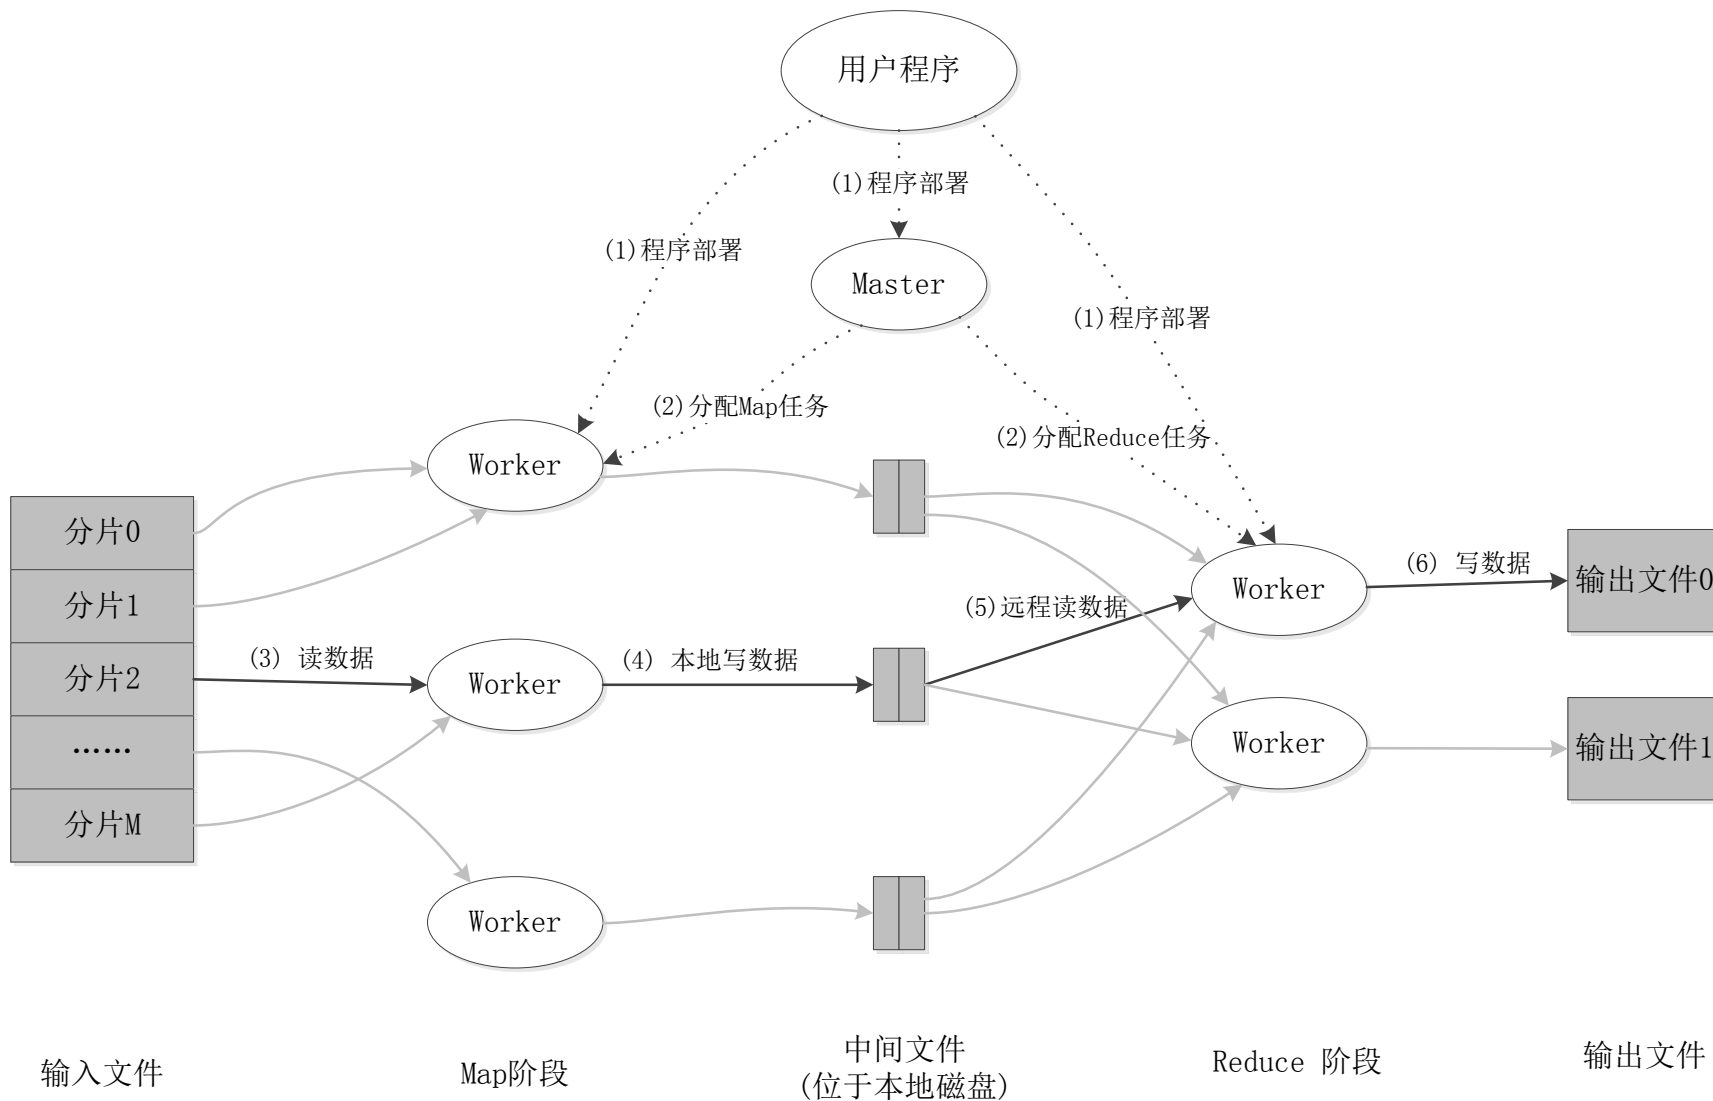 用户程序
(1)程序部署
(1)程序部署
Master
(1)程序部署
(2)分配Map任务
(2)分配Reduce任务
Worker
分片0
(6) 写数据
输出文件0
Worker
分片1
(5)远程读数据
(3) 读数据
(4) 本地写数据
分片2
Worker
Worker
输出文件1
……
分片M
Worker
输入文件
Map阶段
中间文件
(位于本地磁盘)
Reduce 阶段
输出文件